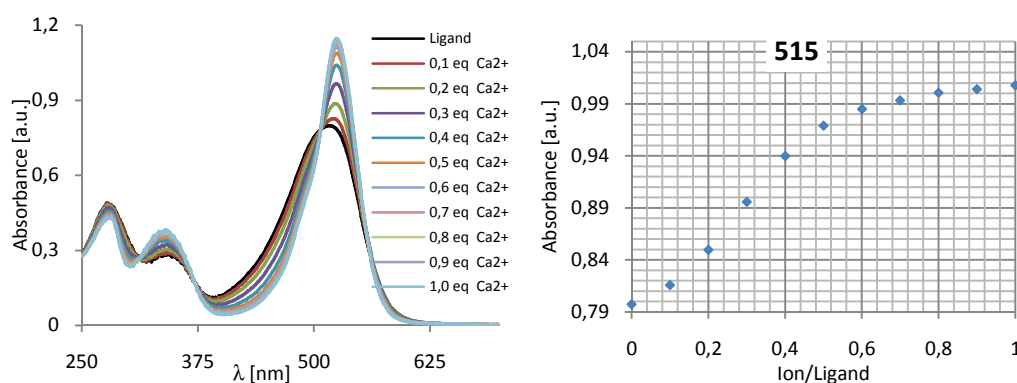 Absorbance [a.u.]
1,2
0,9
0,6
0,3
0
250
375
500
625
λ [nm]
Ligand
0,1 eq Ca2+
0,2 eq Ca2+
0,3 eq Ca2+
0,4 eq Ca2+
0,5 eq Ca2+
0,6 eq Ca2+
0,7 eq Ca2+
0,8 eq Ca2+
0,9 eq Ca2+
1,0 eq Ca2+
515
Absorbance [a.u.]
1,04
0,99
0,94
0,89
0,84
0,79
0
0,2
0,4
0,6
0,8
1
Ion/Ligand